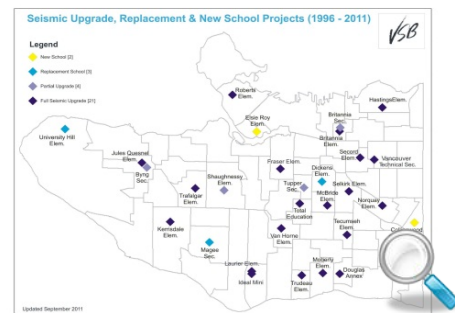 Seismic Upgrade, Replacement & New School Projects (1996 - 2011)
VSB
Legend
New School [2]
Replacement School [3]
Partial Upgrade [4]
Full Seismic Upgrade [21]
Roberts
Elem.
Hastings Elem.
Elsie Roy
Elem.
Britannia
Sec.
Britannia
Elem.
University Hill
Elem.
Jules Quesnel
Elem.
Byng
Sec.
Secord
Elem.
Vancouver
Technical Sec.
Fraser Elem.
Dickens
Elem.
Shaughnessy
Elem.
Tupper
Sec.
Selkirk Elem.
McBride
Elem.
Trafalgar
Elem.
Norquay
Elem.
Total
Education
Kerrisdale
Elem.
Tecumseh
Elem.
Van Horne
Elem.
Magee
Sec.
Laurier Elem.
Ideal Mini
Moberly
Elem.
Trudeau
Elem.
Douglas
Annex
Updated September 2011